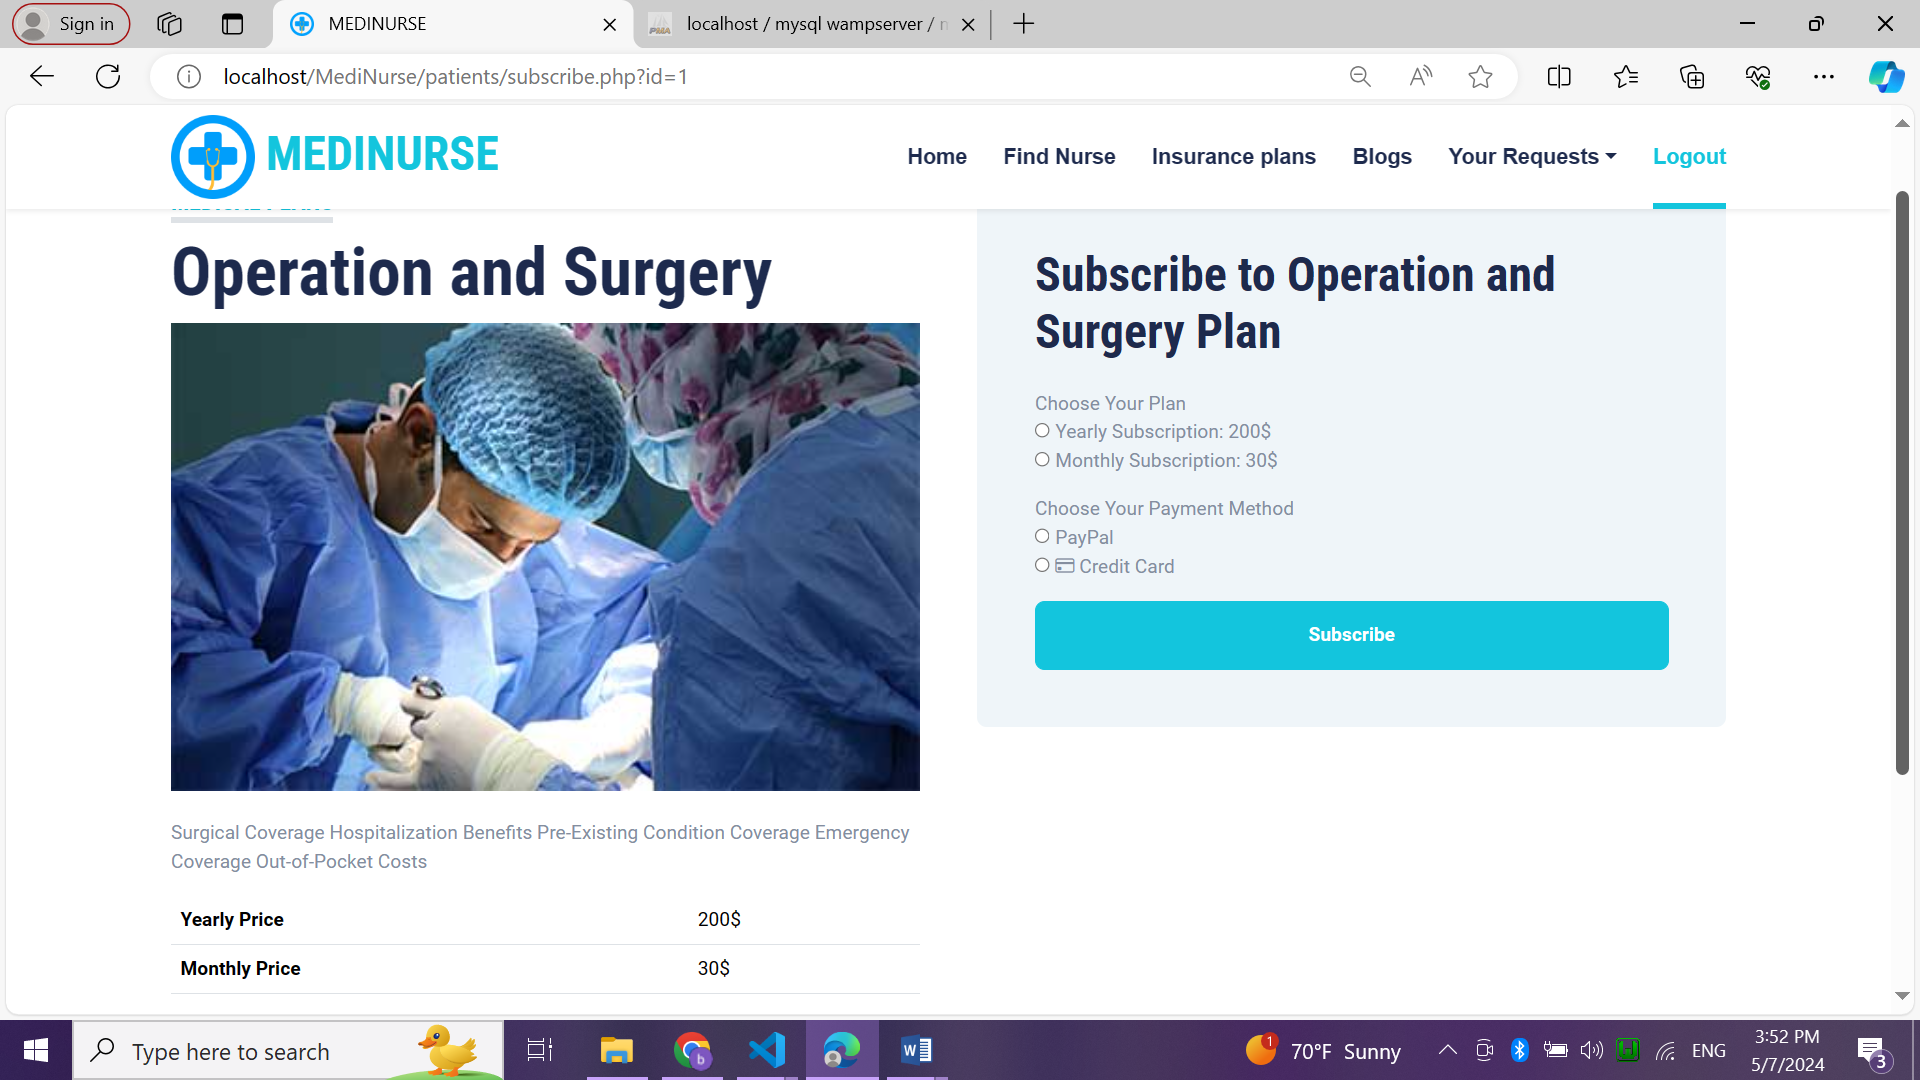 Sign in
MEDINURSE
localhost / mysql wampserver /
localhost/MediNurse/patients/subscribe.php?id=1
MEDINURSE
Home
Find Nurse
Insurance plans
Blogs
Your Requests
Logout
Operation and Surgery
Surgical Coverage Hospitalization Benefits Pre-Existing Condition Coverage Emergency
Coverage Out-of-Pocket Costs
Yearly Price 200$
Monthly Price 30$
Subscribe to Operation and
Surgery Plan
Choose Your Plan
Yearly Subscription: 200$
Monthly Subscription: 30$
Choose Your Payment Method
PayPal
Credit Card
Subscribe
Type here to search
b
W
1
70°F Sunny
H
ENG
3:52 PM
5/7/2024
3